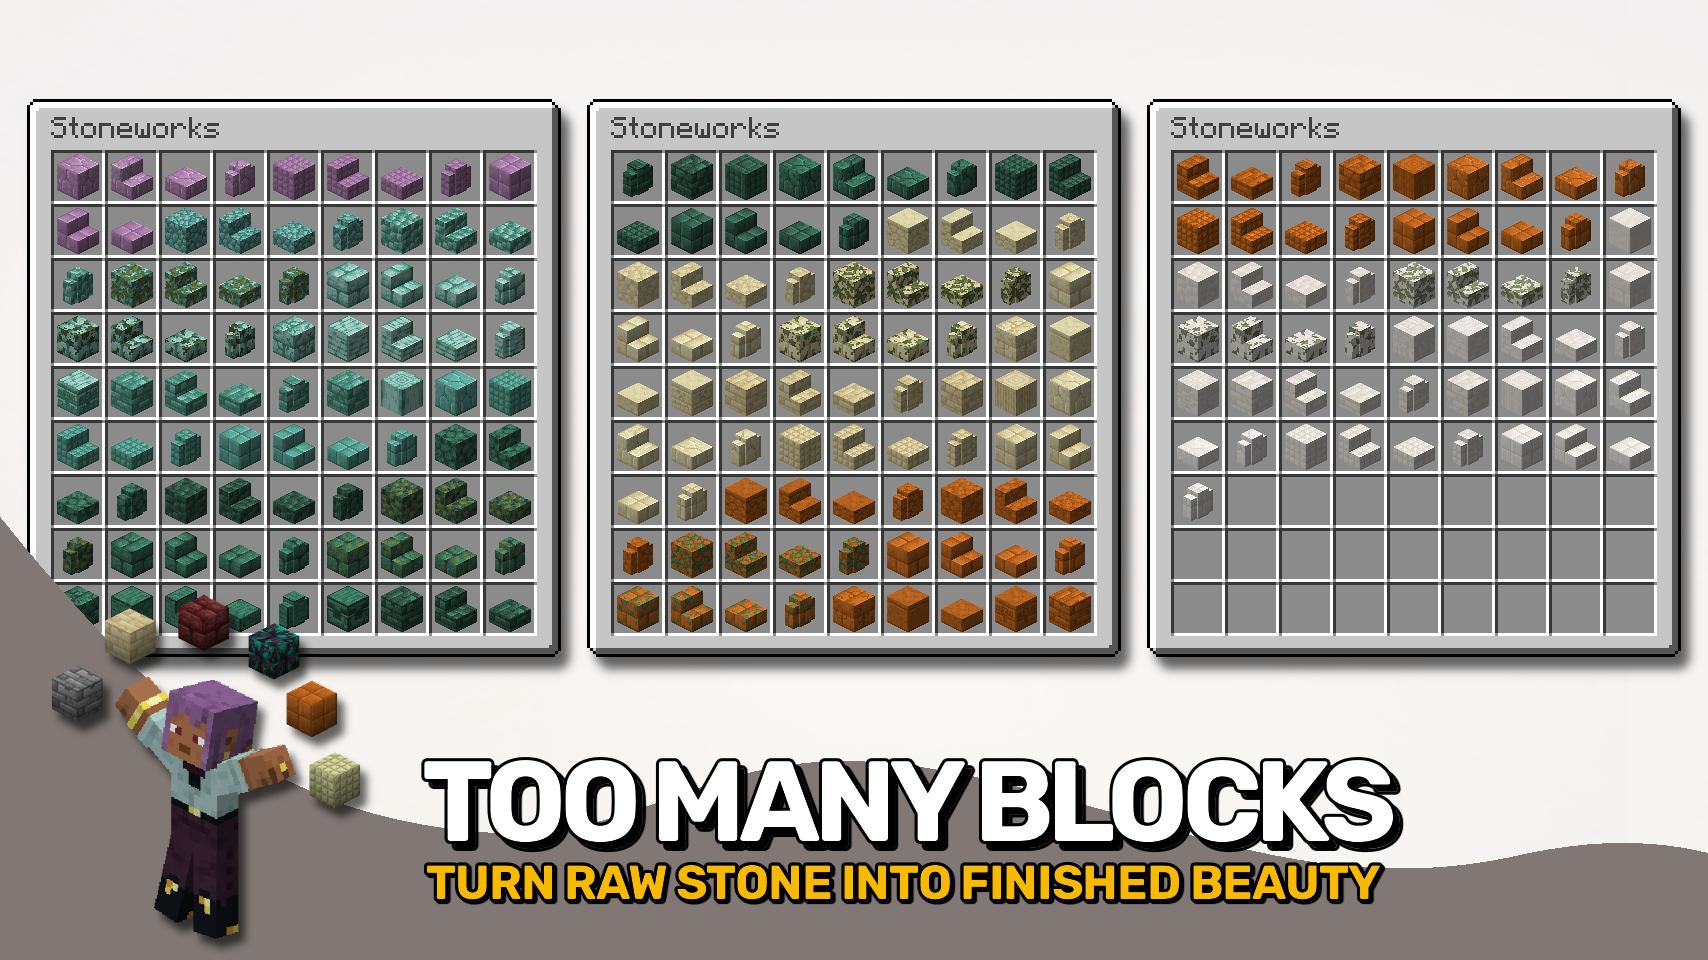 Stoneworks
Stoneworks
Stoneworks
TOO MANY BLOCKS
TURN RAW STONE INTO FINISHED BEAUTY